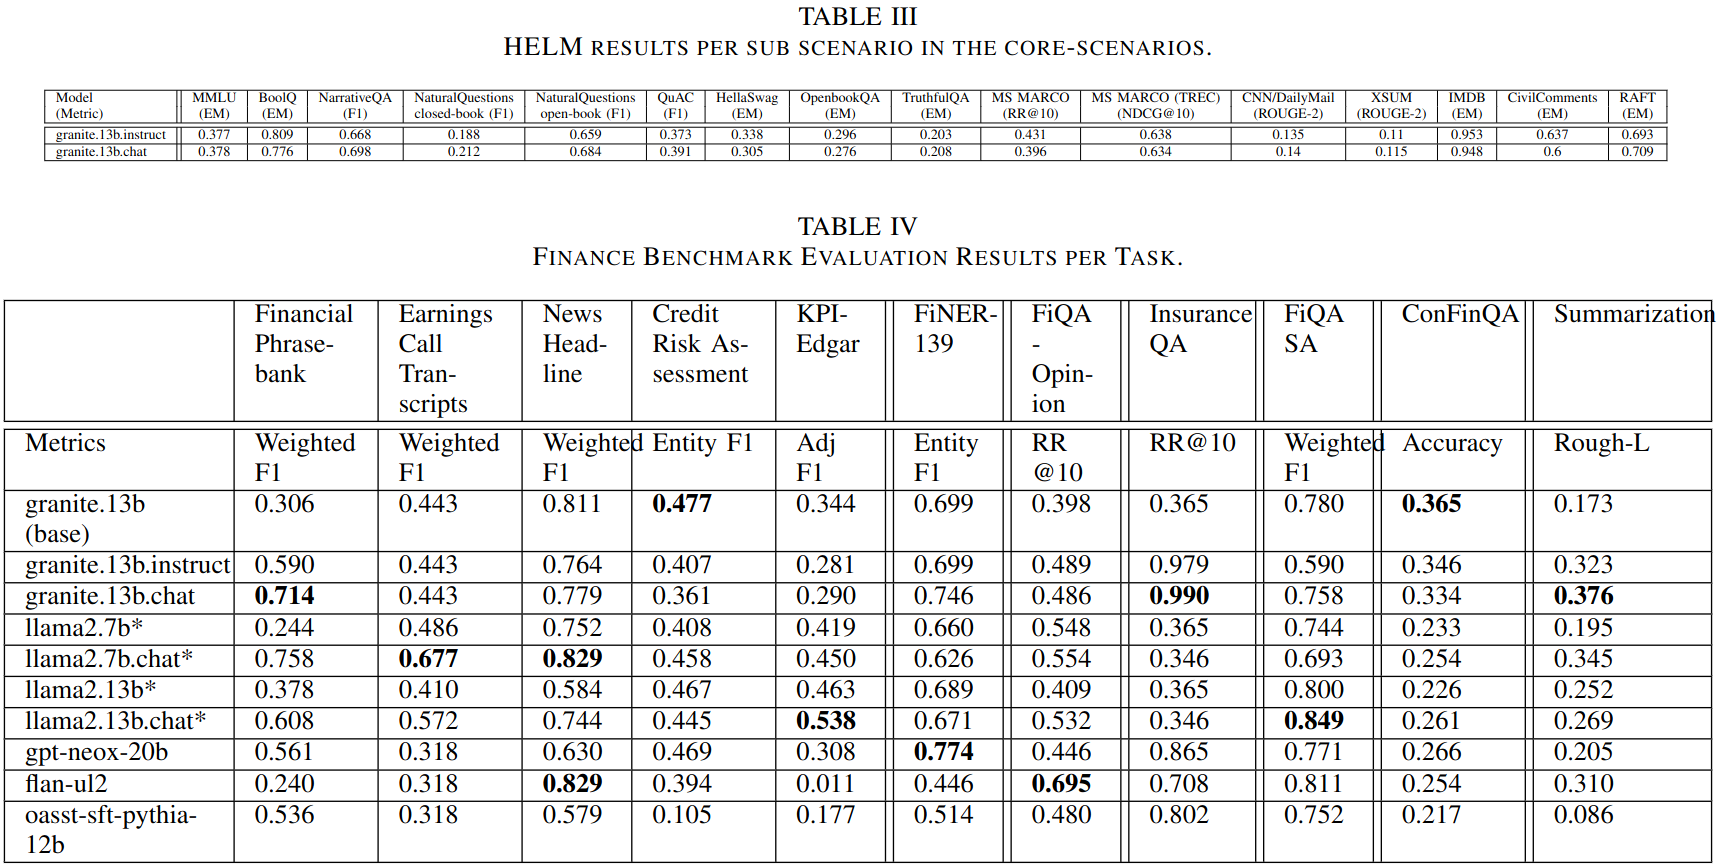 TABLE III
HELM RESULTS PER SUB SCENARIO IN THE CORE-SCENARIOS.
Model (Metric) | MMLU (EM) | BoolQ (EM) | NarrativeQA (F1) | NaturalQuestions closed-book (F1) | NaturalQuestions open-book (F1) | QuAC (F1) | HellaSwag (EM) | OpenbookQA (EM) | TruthfulQA (EM) | MS MARCO (RR@10) | MS MARCO (TREC) (NDCG@10) | CNN/DailyMail (ROUGE-2) | XSUM (ROUGE-2) | IMDB (EM) | CivilComments (EM) | RAFT (EM)
granite.13b.instruct | 0.377 | 0.809 | 0.668 | 0.188 | 0.659 | 0.373 | 0.338 | 0.296 | 0.203 | 0.431 | 0.638 | 0.135 | 0.11 | 0.953 | 0.637 | 0.693
granite.13b.chat | 0.378 | 0.776 | 0.698 | 0.212 | 0.684 | 0.391 | 0.305 | 0.276 | 0.208 | 0.396 | 0.634 | 0.14 | 0.115 | 0.948 | 0.6 | 0.709
TABLE IV
FINANCE BENCHMARK EVALUATION RESULTS PER TASK.
Financial Phrase-bank | Earnings Call Tran-scripts | News Head-line | Credit Risk As-sessment | KPI-Edgar | FiNER-139 | FiQA - Opin-ion | Insurance QA | FiQA SA | ConFinQA | Summarization
Metrics | Weighted F1 | Weighted F1 | Weighted F1 | Entity F1 | Adj F1 | Entity F1 | RR @10 | RR@10 | Weighted F1 | Accuracy | Rough-L
granite.13b (base) | 0.306 | 0.443 | 0.811 | 0.477 | 0.344 | 0.699 | 0.398 | 0.365 | 0.780 | 0.365 | 0.173
granite.13b.instruct | 0.590 | 0.443 | 0.764 | 0.407 | 0.281 | 0.699 | 0.489 | 0.979 | 0.590 | 0.346 | 0.323
granite.13b.chat | 0.714 | 0.443 | 0.779 | 0.361 | 0.290 | 0.746 | 0.486 | 0.990 | 0.758 | 0.334 | 0.376
llama2.7b* | 0.244 | 0.486 | 0.752 | 0.408 | 0.419 | 0.660 | 0.548 | 0.365 | 0.744 | 0.233 | 0.195
llama2.7b.chat* | 0.758 | 0.677 | 0.829 | 0.458 | 0.450 | 0.626 | 0.554 | 0.346 | 0.693 | 0.254 | 0.345
llama2.13b* | 0.378 | 0.410 | 0.584 | 0.467 | 0.463 | 0.689 | 0.409 | 0.365 | 0.800 | 0.226 | 0.252
llama2.13b.chat* | 0.608 | 0.572 | 0.744 | 0.445 | 0.538 | 0.671 | 0.532 | 0.346 | 0.849 | 0.261 | 0.269
gpt-neox-20b | 0.561 | 0.318 | 0.630 | 0.469 | 0.308 | 0.774 | 0.446 | 0.865 | 0.771 | 0.266 | 0.205
flan-ul2 | 0.240 | 0.318 | 0.829 | 0.394 | 0.011 | 0.446 | 0.695 | 0.708 | 0.811 | 0.254 | 0.310
oasst-sft-pythia-12b | 0.536 | 0.318 | 0.579 | 0.105 | 0.177 | 0.514 | 0.480 | 0.802 | 0.752 | 0.217 | 0.086